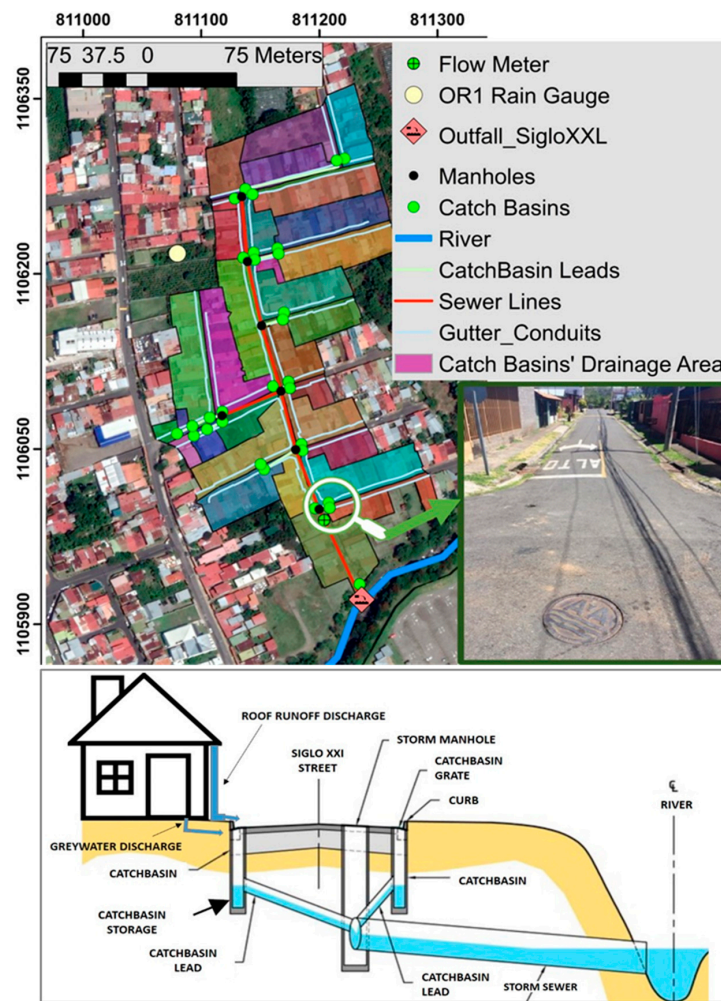 811000 811100 811200 811300
75 37.5 0 75 Meters
1106350
1106200
1106050
1105900
Flow Meter
OR1 Rain Gauge
Outfall_SigloXXL
Manholes
Catch Basins
River
CatchBasin Leads
Sewer Lines
Gutter_Conduits
Catch Basins' Drainage Area
ALTO
ROOF RUNOFF DISCHARGE
SIGLO XXI
STREET
STORM MANHOLE
CATCHBASIN
GRATE
CURB
RIVER
GREYWATER DISCHARGE
CATCHBASIN
CATCHBASIN
CATCHBASIN
STORAGE
CATCHBASIN
LEAD
CATCHBASIN
LEAD
STORM SEWER